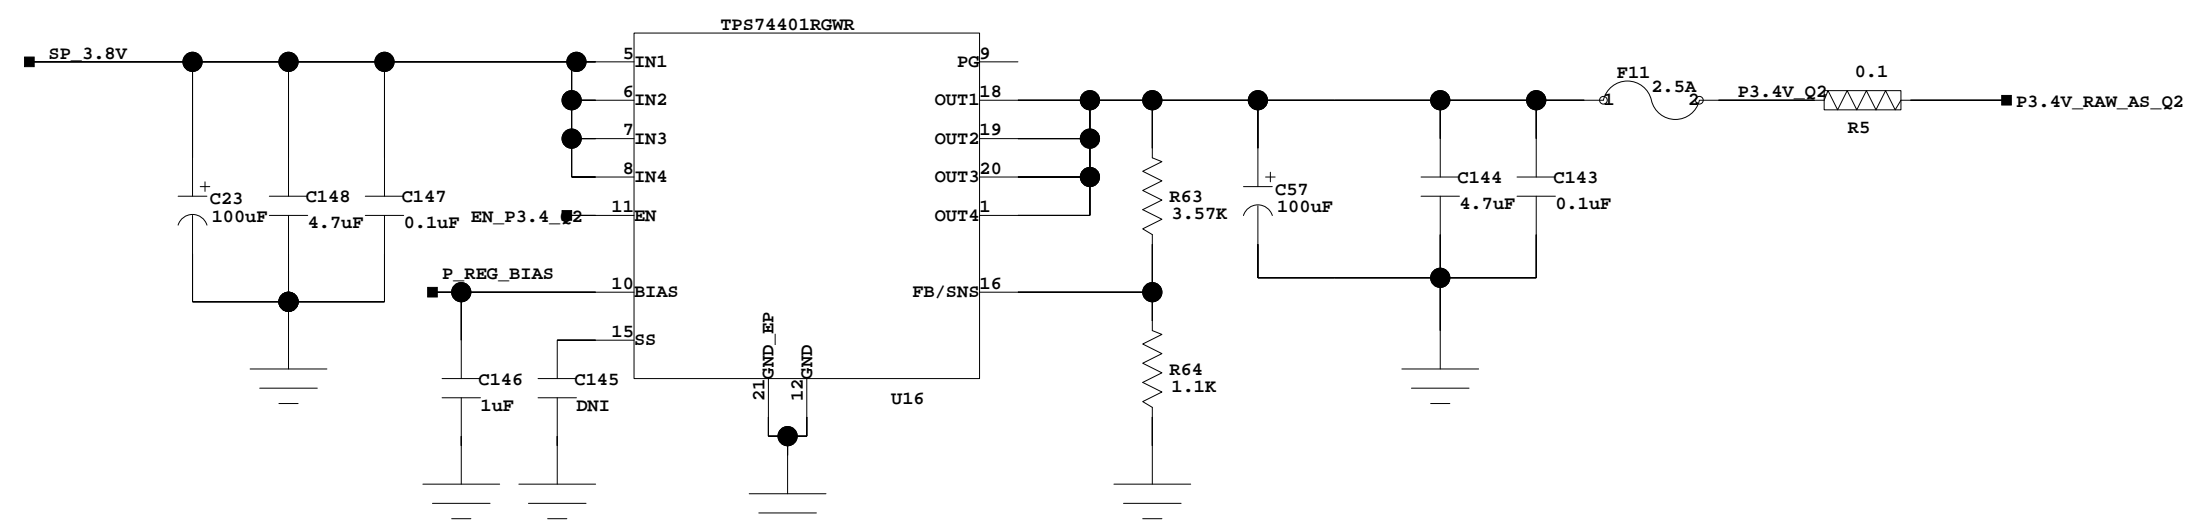 TPS74401RGWR
SP_3.8V
5
IN1
PG
9
6
IN2
OUT1
18
7
IN3
OUT2
19
8
IN4
OUT3
20
EN_P3.4_Q2
11
EN
OUT4
1
P_REG_BIAS
10
BIAS
FB/SNS
16
15
SS
21
GND_EP
12
GND
U16
C23
100uF
C148
4.7uF
C147
0.1uF
C146
1uF
C145
DNI
R63
3.57K
R64
1.1K
C57
100uF
C144
4.7uF
C143
0.1uF
F11
2.5A
1
2
P3.4V_Q2
0.1
R5
P3.4V_RAW_AS_Q2